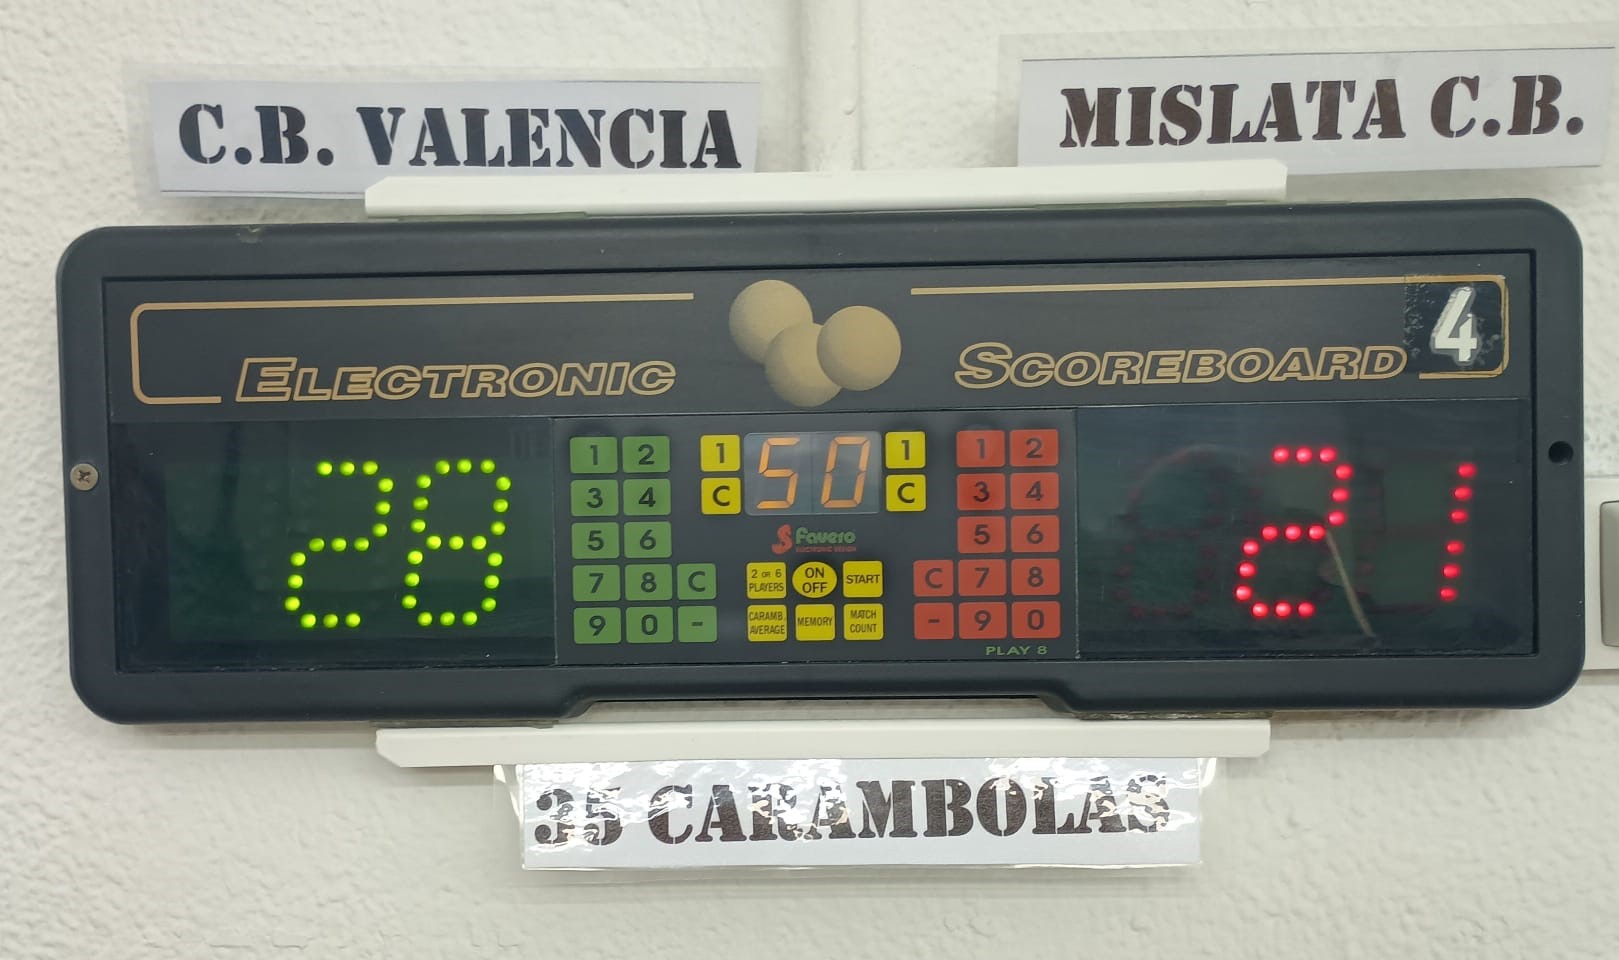 C.B. VALENCIA
MISLATA C.B.
ELECTRONIC
SCOREBOARD
4
28
50
21
1 2
3 4
5 6
7 8 C
9 0 -
1
C
1
C
Favero
ELECTRONIC DESIGN
2 OR 6 PLAYERS
ON OFF
START
CARAMB. AVERAGE
MEMORY
MATCH COUNT
1 2
3 4
5 6
C 7 8
- 9 0
PLAY 8
35 CARAMBOLAS